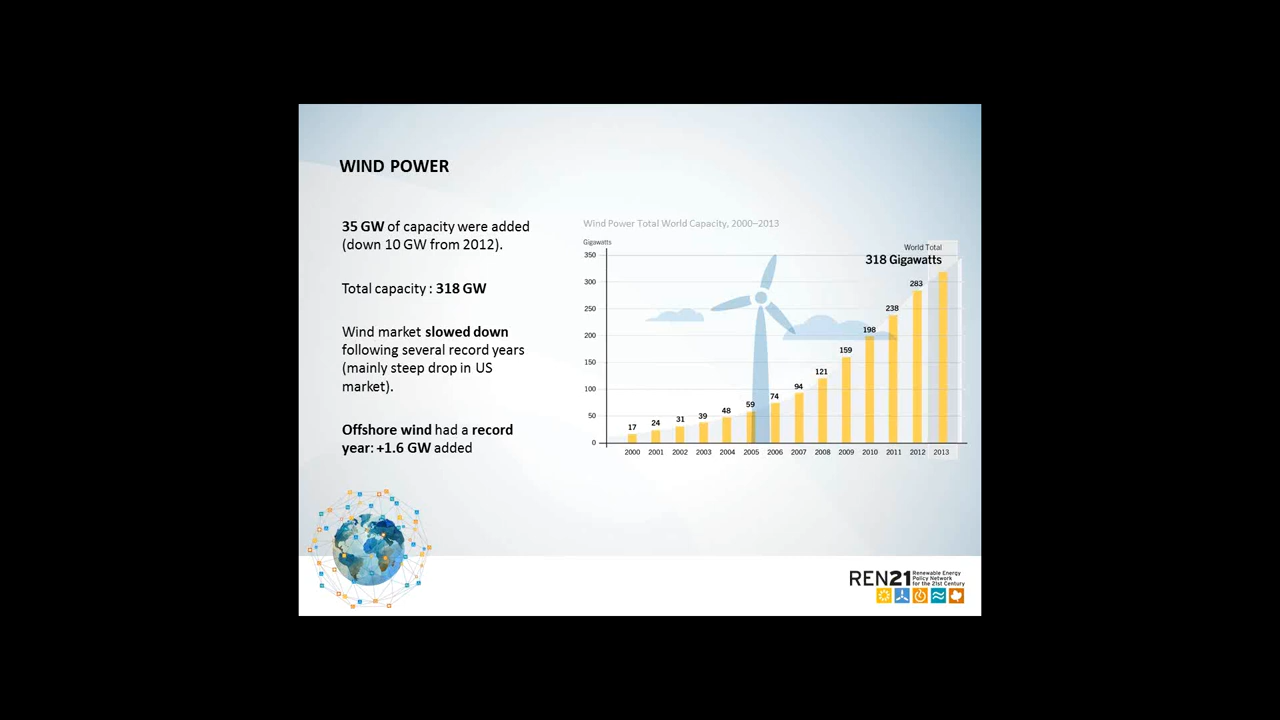 WIND POWER
35 GW of capacity were added
(down 10 GW from 2012).
Total capacity : 318 GW
Wind market slowed down
following several record years
(mainly steep drop in US
market).
Offshore wind had a record
year: +1.6 GW added
Wind Power Total World Capacity, 2000–2013
Gigawatts
World Total
318 Gigawatts
350
300
250
200
150
100
50
0
17
24
31
39
48
59
74
94
121
159
198
238
283
2000 2001 2002 2003 2004 2005 2006 2007 2008 2009 2010 2011 2012 2013
REN21
Renewable Energy
Policy Network
for the 21st Century